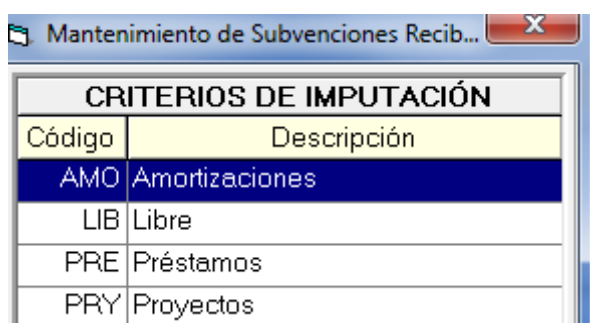 Mantenimiento de Subvenciones Recib...
CRITERIOS DE IMPUTACIÓN
Código Descripción
AMO Amortizaciones
LIB Libre
PRE Préstamos
PRY Proyectos